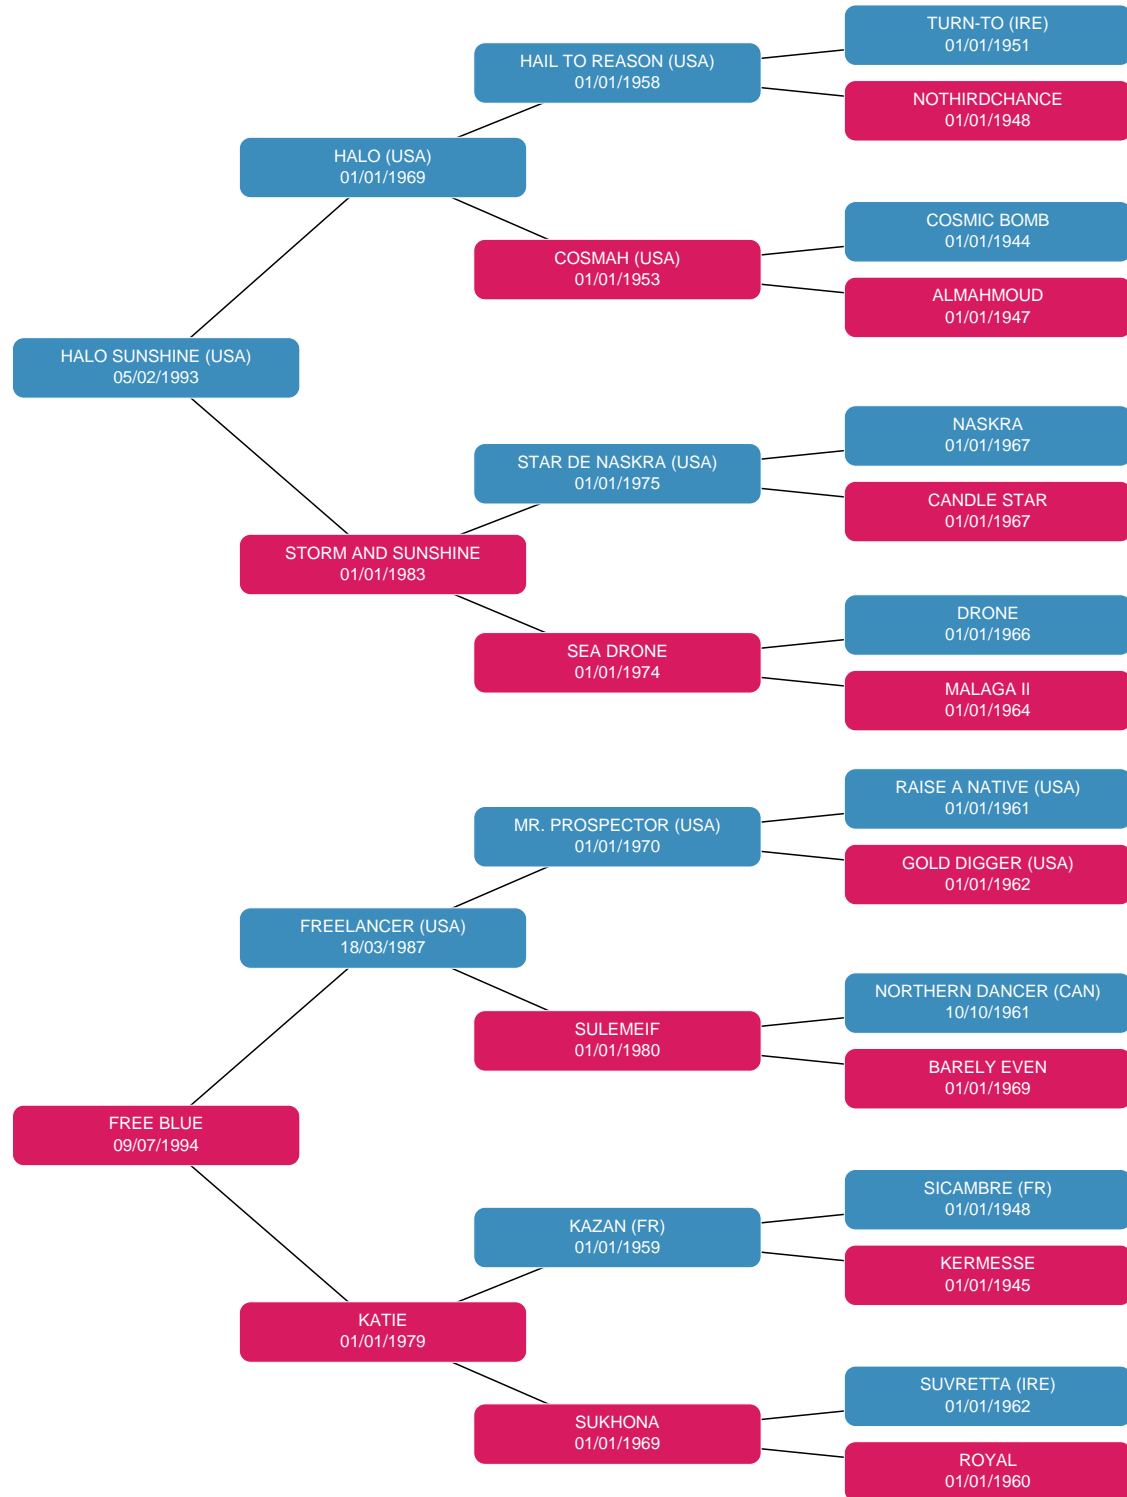 TURN-TO (IRE)
01/01/1951
HAIL TO REASON (USA)
01/01/1958
NOTHIRDCHANCE
01/01/1948
HALO (USA)
01/01/1969
COSMIC BOMB
01/01/1944
COSMAH (USA)
01/01/1953
ALMAHMOUD
01/01/1947
HALO SUNSHINE (USA)
05/02/1993
NASKRA
01/01/1967
STAR DE NASKRA (USA)
01/01/1975
CANDLE STAR
01/01/1967
STORM AND SUNSHINE
01/01/1983
DRONE
01/01/1966
SEA DRONE
01/01/1974
MALAGA II
01/01/1964
RAISE A NATIVE (USA)
01/01/1961
MR. PROSPECTOR (USA)
01/01/1970
GOLD DIGGER (USA)
01/01/1962
FREELANCER (USA)
18/03/1987
NORTHERN DANCER (CAN)
10/10/1961
SULEMEIF
01/01/1980
BARELY EVEN
01/01/1969
FREE BLUE
09/07/1994
SICAMBRE (FR)
01/01/1948
KAZAN (FR)
01/01/1959
KERMESSE
01/01/1945
KATIE
01/01/1979
SUVRETTA (IRE)
01/01/1962
SUKHONA
01/01/1969
ROYAL
01/01/1960